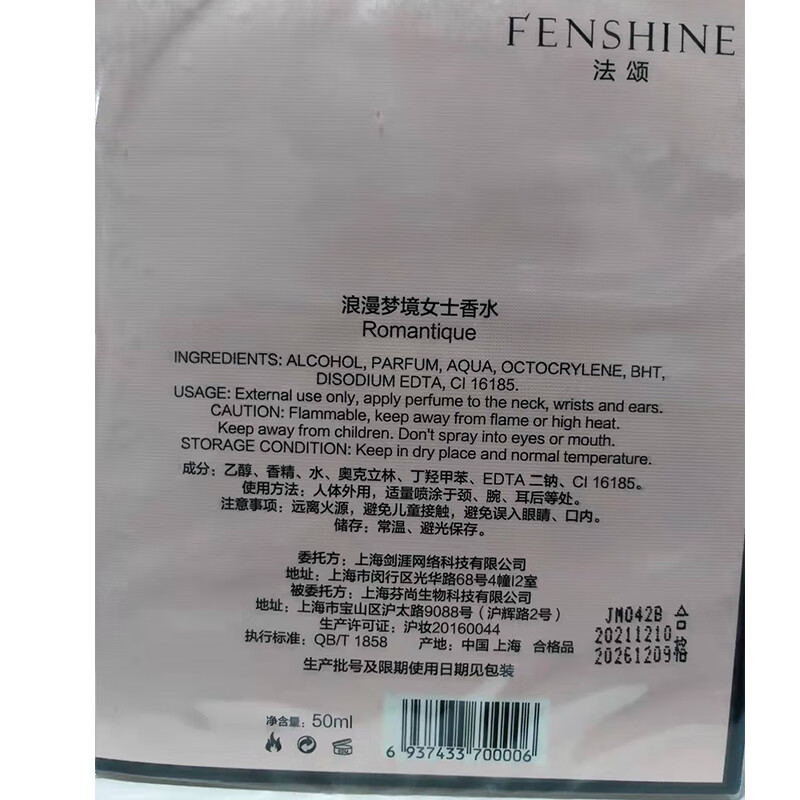 FENSHINE
法颂
浪漫梦境女士香水
Romantique
INGREDIENTS: ALCOHOL, PARFUM, AQUA, OCTOCRYLENE, BHT,
DISODIUM EDTA, CI 16185.
USAGE: External use only, apply perfume to the neck, wrists and ears.
CAUTION: Flammable, keep away from flame or high heat.
Keep away from children. Don't spray into eyes or mouth.
STORAGE CONDITION: Keep in dry place and normal temperature.
成分：乙醇、香精、水、奥克立林、丁羟甲苯、EDTA 二钠、CI 16185。
使用方法：人体外用，适量喷涂于颈、腕、耳后等处。
注意事项：远离火源，避免儿童接触，避免误入眼睛、口内。
储存：常温、避光保存。
委托方：上海剑涯网络科技有限公司
地址：上海市闵行区光华路68号4幢I2室
被委托方：上海芬尚生物科技有限公司
地址：上海市宝山区沪太路9088号（沪辉路2号）
生产许可证：沪妆20160044
执行标准：QB/T 1858 产地：中国 上海 合格品
生产批号及限期使用日期见包装
JM042B 合格
20211210
20261209
净含量：50ml
6 937433 700006